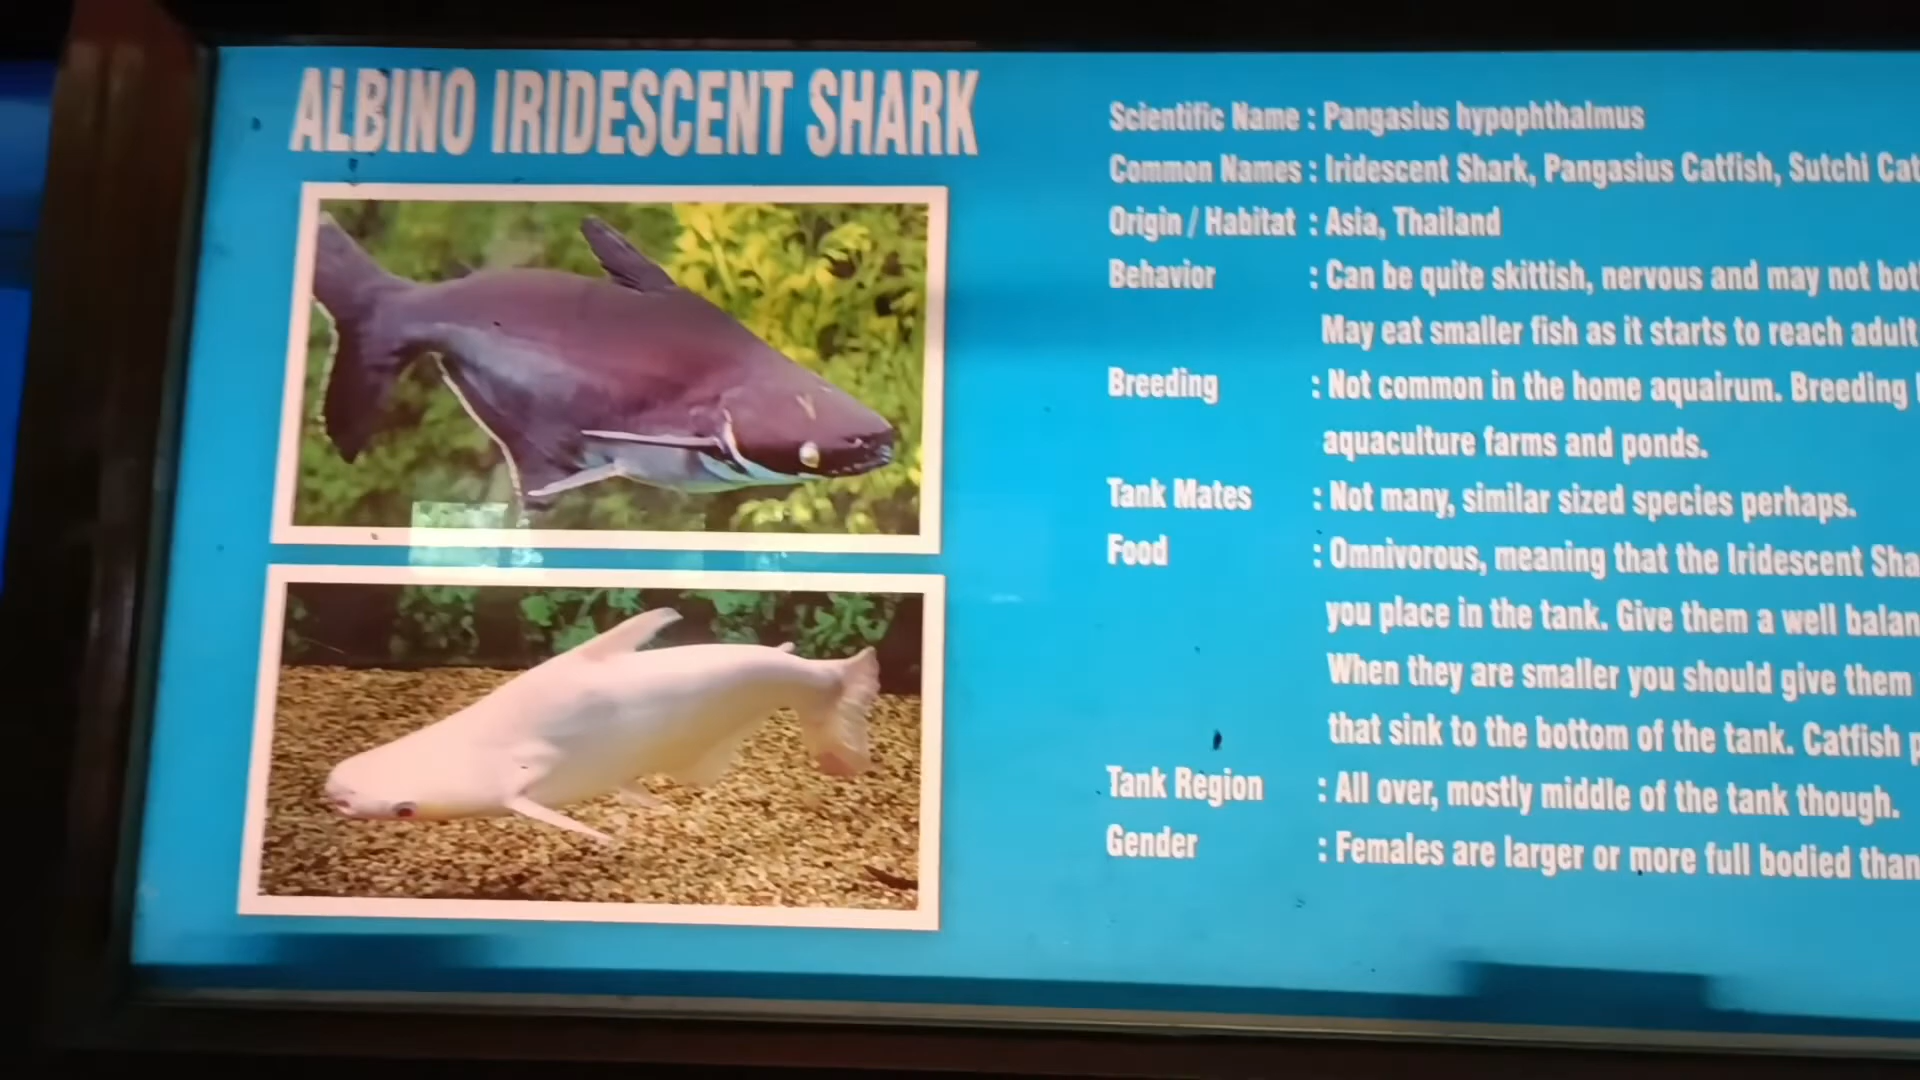 ALBINO IRIDESCENT SHARK
Scientific Name : Pangasius hypophthalmus
Common Names : Iridescent Shark, Pangasius Catfish, Sutchi Cat
Origin / Habitat : Asia, Thailand
Behavior : Can be quite skittish, nervous and may not bot
May eat smaller fish as it starts to reach adult
Breeding : Not common in the home aquairum. Breeding
aquaculture farms and ponds.
Tank Mates : Not many, similar sized species perhaps.
Food : Omnivorous, meaning that the Iridescent Sha
you place in the tank. Give them a well balan
When they are smaller you should give them
that sink to the bottom of the tank. Catfish
Tank Region : All over, mostly middle of the tank though.
Gender : Females are larger or more full bodied than